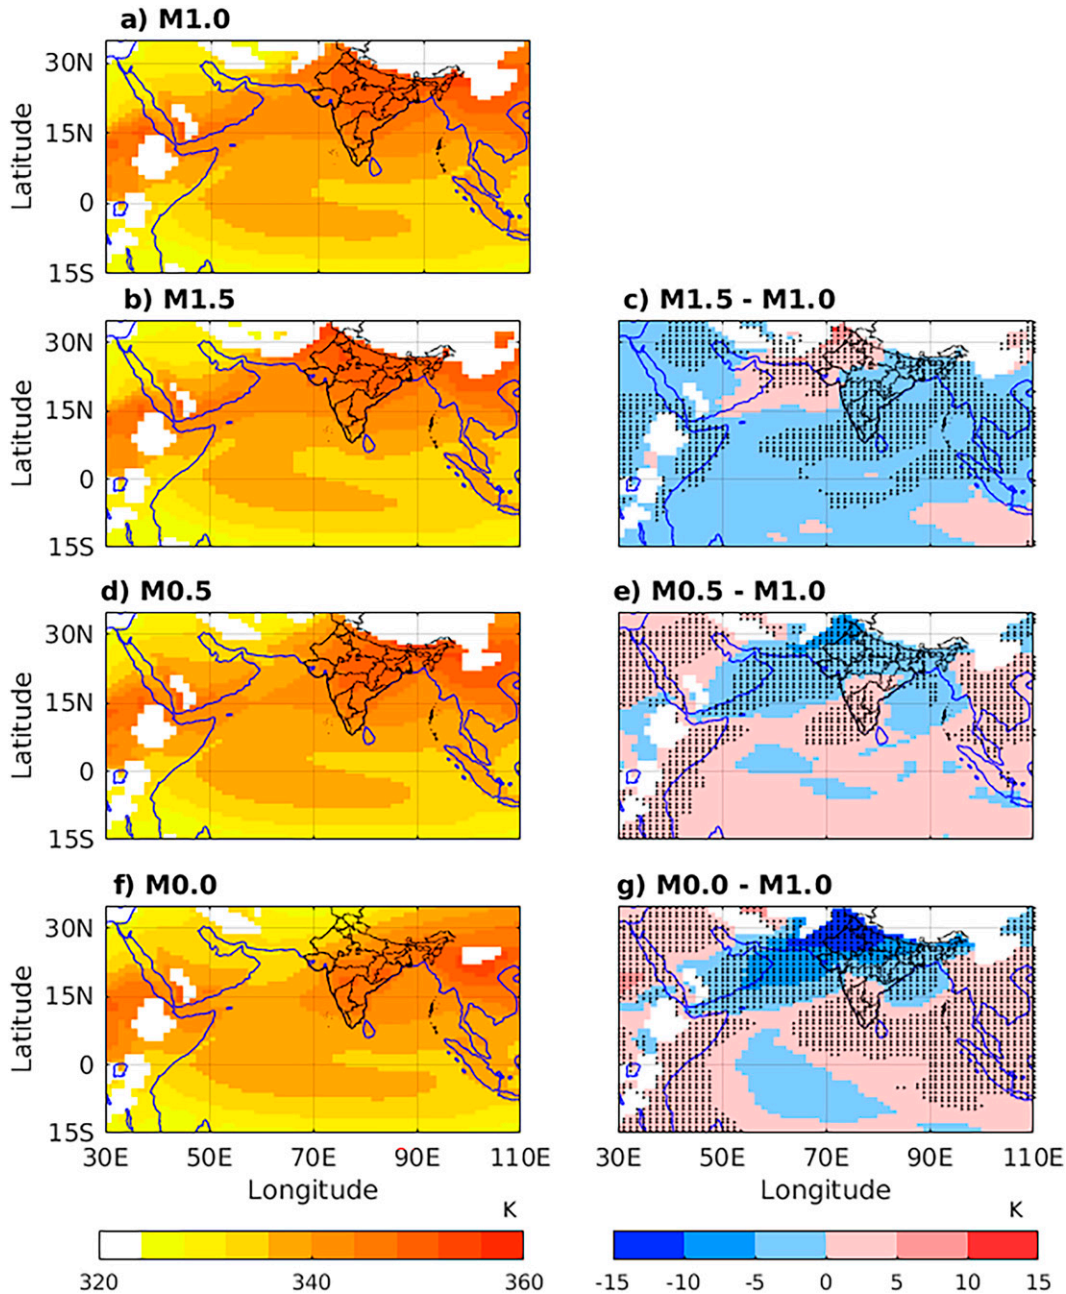 a) M1.0
Latitude
30N
15N
0
15S
b) M1.5
Latitude
30N
15N
0
15S
c) M1.5 - M1.0
d) M0.5
Latitude
30N
15N
0
15S
e) M0.5 - M1.0
f) M0.0
Latitude
30N
15N
0
15S
30E 50E 70E 90E 110E
Longitude
g) M0.0 - M1.0
30E 50E 70E 90E 110E
Longitude
K
320 340 360
K
-15 -10 -5 0 5 10 15